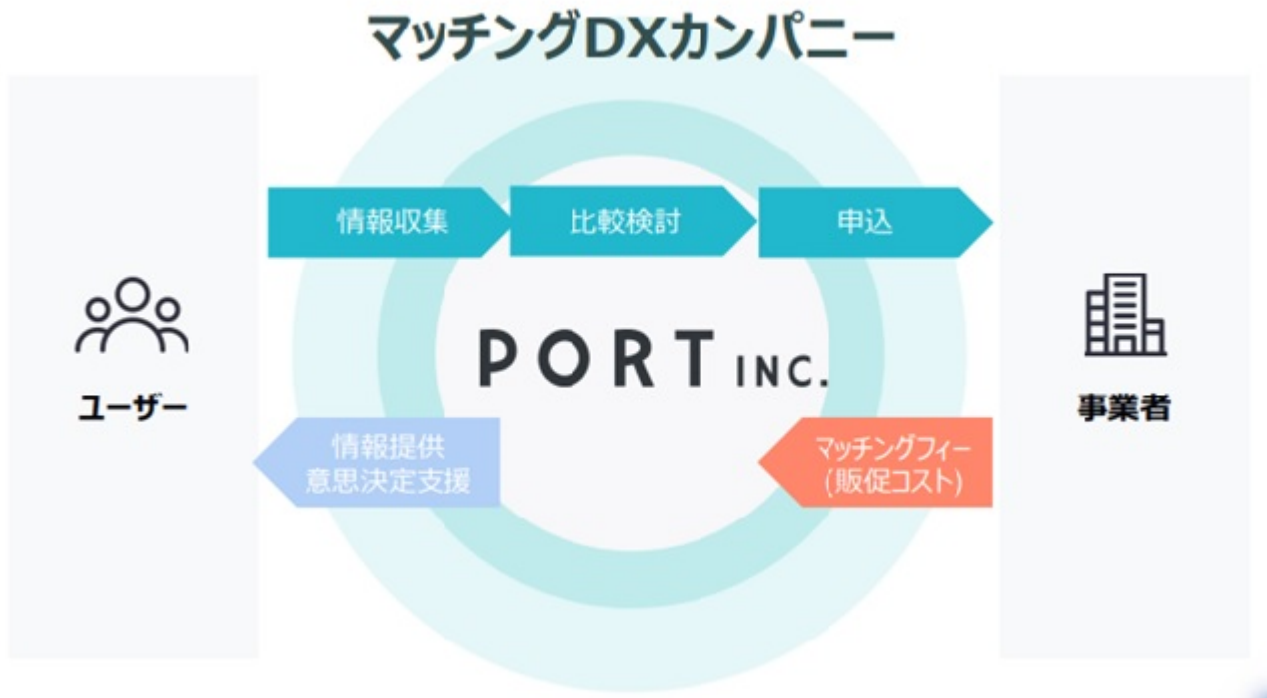 マッチングDXカンパニー
情報収集
比較検討
申込
PORT INC.
ユーザー
事業者
情報提供
意思決定支援
マッチングフィー
(販促コスト)